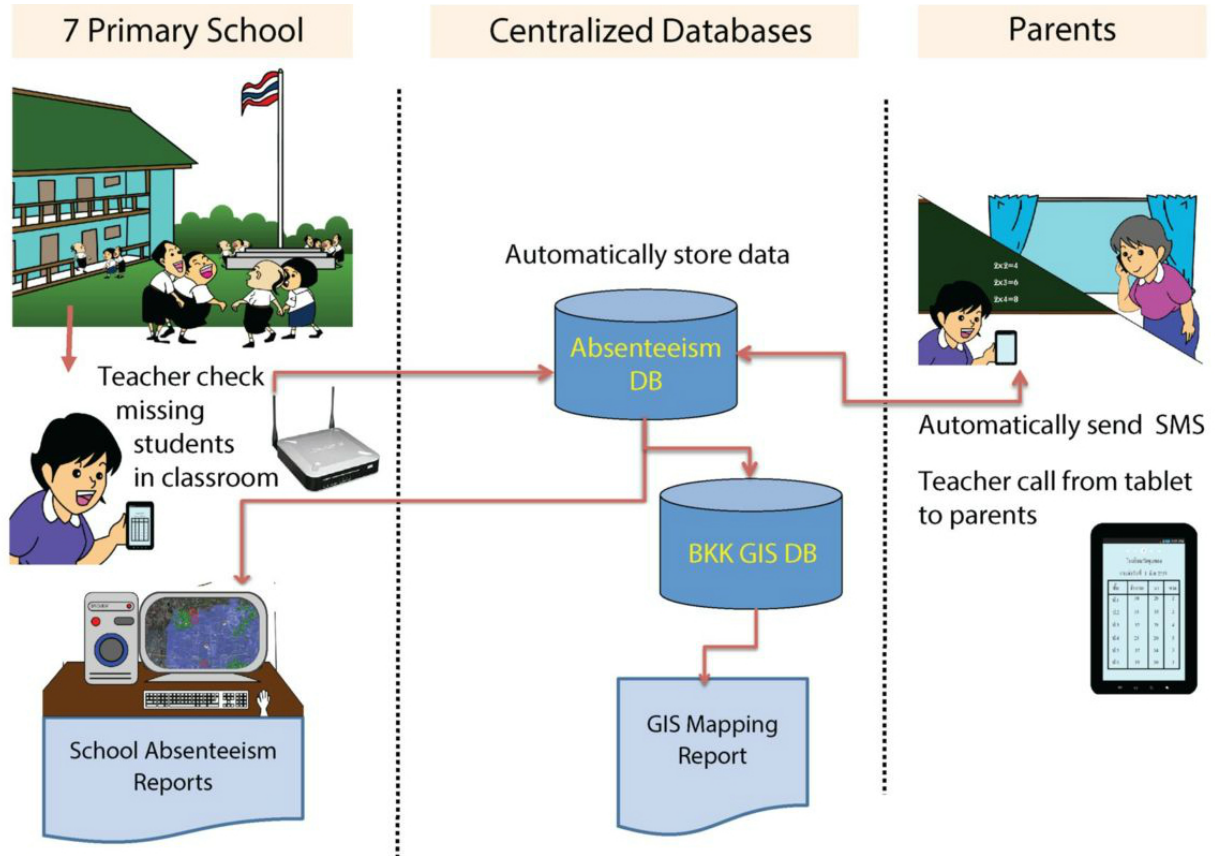 7 Primary School
Centralized Databases
Parents
Automatically store data
Absenteeism
DB
2x2=4
2x3=6
2x4=8
Teacher check
missing
students
in classroom
Automatically send SMS
Teacher call from tablet
to parents
BKK GIS DB
School Absenteeism
Reports
GIS Mapping
Report